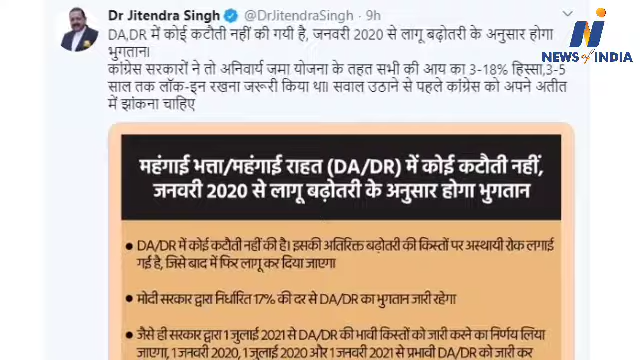 Dr Jitendra Singh @DrJitendraSingh · 9h
DA,DR में कोई कटौती नहीं की गयी है, जनवरी 2020 से लागू बढ़ोतरी के अनुसार होगा
भुगतान।
कांग्रेस सरकारों ने तो अनिवार्य जमा योजना के तहत सभी की आय का 3-18% हिस्सा,3-5
साल तक लॉक-इन रखना जरूरी किया था। सवाल उठाने से पहले कांग्रेस को अपने अतीत
में झांकना चाहिए
NEWS OF INDIA
महंगाई भत्ता/महंगाई राहत (DA/DR) में कोई कटौती नहीं,
जनवरी 2020 से लागू बढ़ोतरी के अनुसार होगा भुगतान
● DA/DR में कोई कटौती नहीं की है। इसकी अतिरिक्त बढ़ोतरी की किस्तों पर अस्थायी रोक लगाई
गई है, जिसे बाद में फिर लागू कर दिया जाएगा
● मोदी सरकार द्वारा निर्धारित 17% की दर से DA/DR का भुगतान जारी रहेगा
● जैसे ही सरकार द्वारा 1 जुलाई 2021 से DA/DR की भावी किस्तों को जारी करने का निर्णय लिया
जाएगा, 1 जनवरी 2020, 1 जुलाई 2020 और 1 जनवरी 2021 से प्रभावी DA/DR को जारी कर